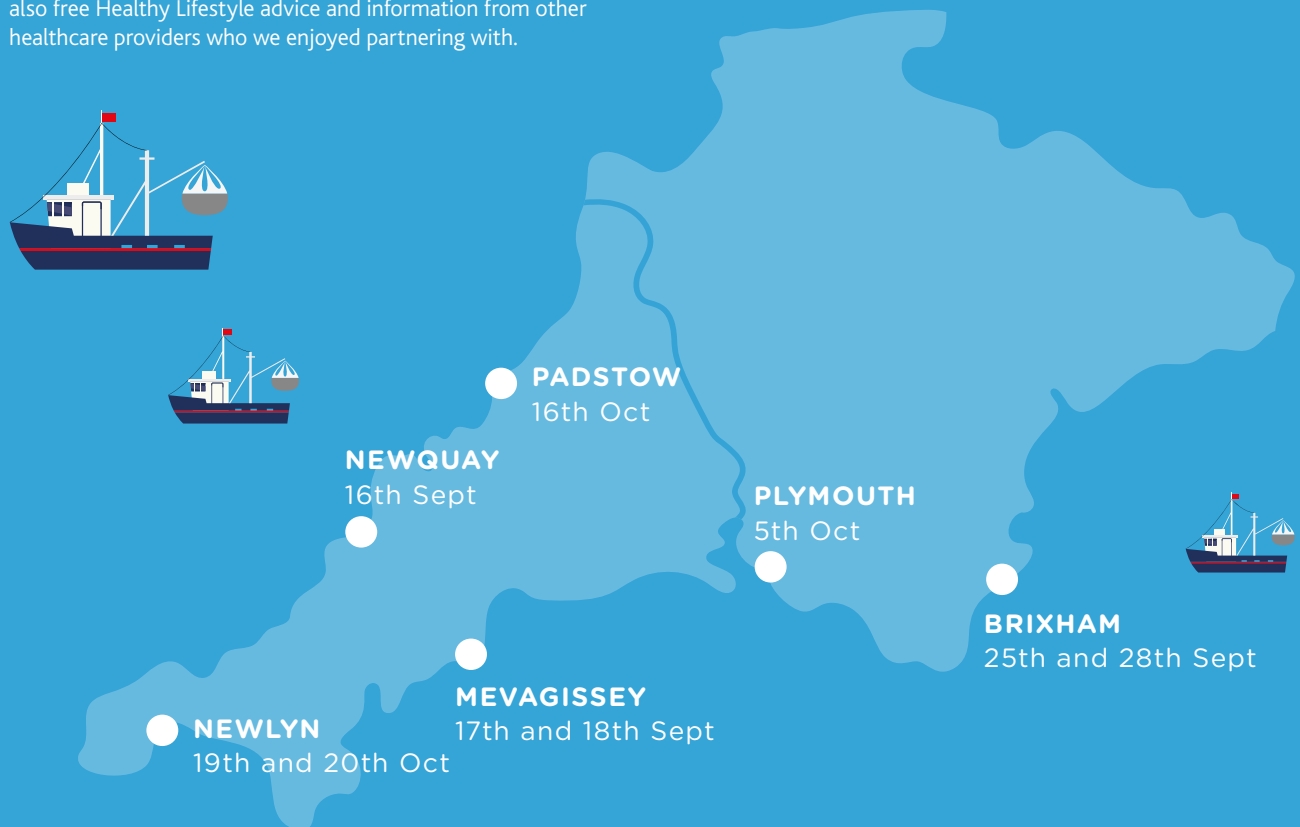 also free Healthy Lifestyle advice and information from other
healthcare providers who we enjoyed partnering with.
PADSTOW
16th Oct
NEWQUAY
16th Sept
PLYMOUTH
5th Oct
BRIXHAM
25th and 28th Sept
MEVAGISSEY
17th and 18th Sept
NEWLYN
19th and 20th Oct